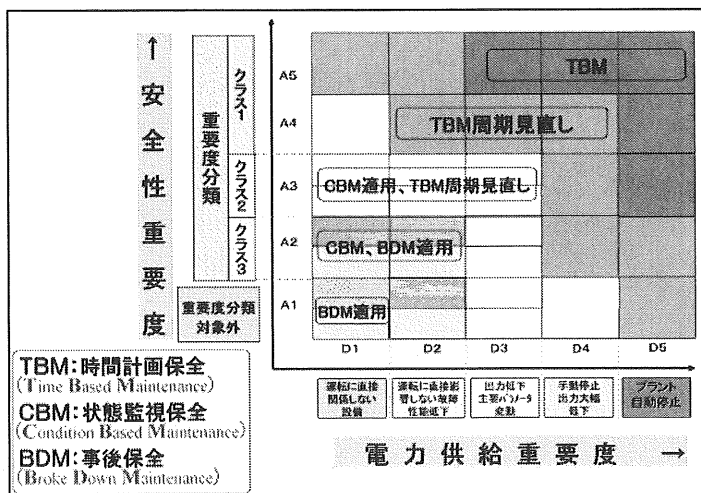 ↑
安全性重要度
重要度分類
クラス1
クラス2
クラス3
重要度分類
対象外
A5
A4
A3
A2
A1
TBM
TBM周期見直し
CBM適用、TBM周期見直し
CBM、BDM適用
BDM適用
D1
D2
D3
D4
D5
運転に直接
関係しない
設備
運転に直接影
響しない故障
性能低下
出力低下
主要パラメータ
変動
手動停止
出力大幅
低下
プラント
自動停止
電力供給重要度 →
TBM:時間計画保全
(Time Based Maintenance)
CBM:状態監視保全
(Condition Based Maintenance)
BDM:事後保全
(Broke Down Maintenance)